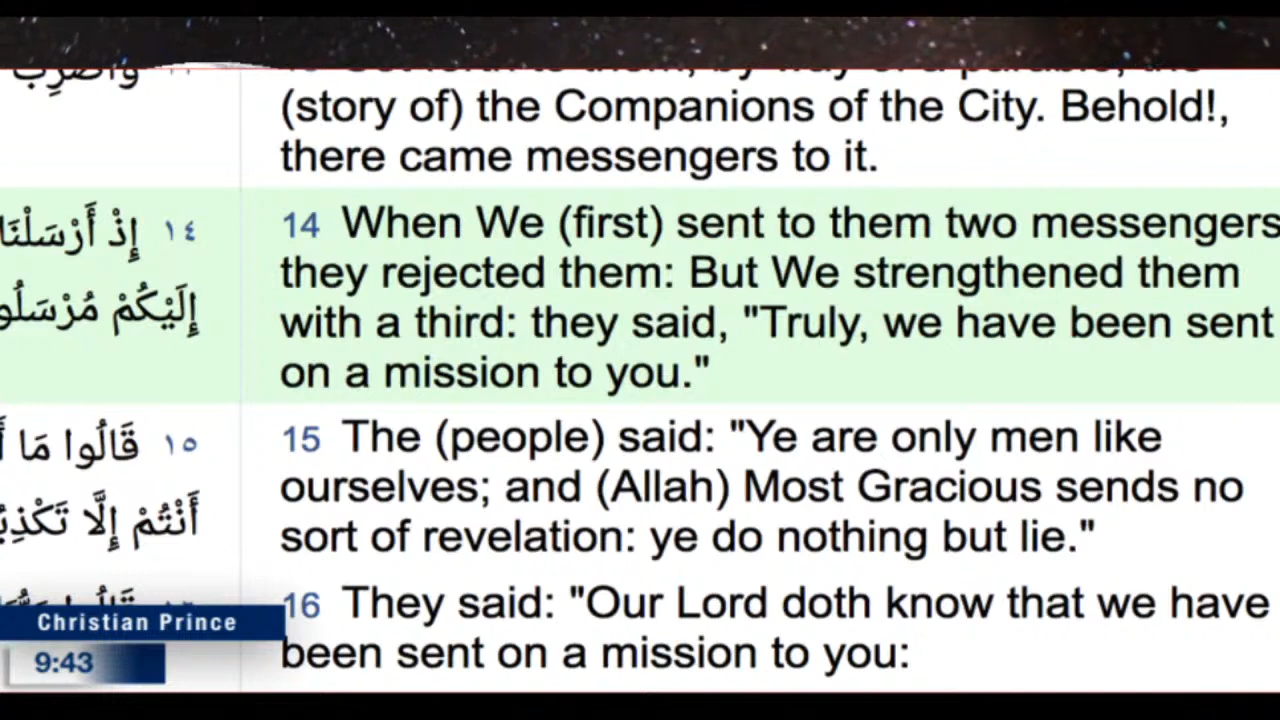 (story of) the Companions of the City. Behold!,
there came messengers to it.
١٤ إِذْ أَرْسَلْنَا
إِلَيْكُمْ
14 When We (first) sent to them two messengers
they rejected them: But We strengthened them
with a third: they said, "Truly, we have been sent
on a mission to you."
١٥ قَالُوا مَا
أَنْتُمْ إِلَّا
15 The (people) said: "Ye are only men like
ourselves; and (Allah) Most Gracious sends no
sort of revelation: ye do nothing but lie."
16 They said: "Our Lord doth know that we have
been sent on a mission to you:
Christian Prince
9:43